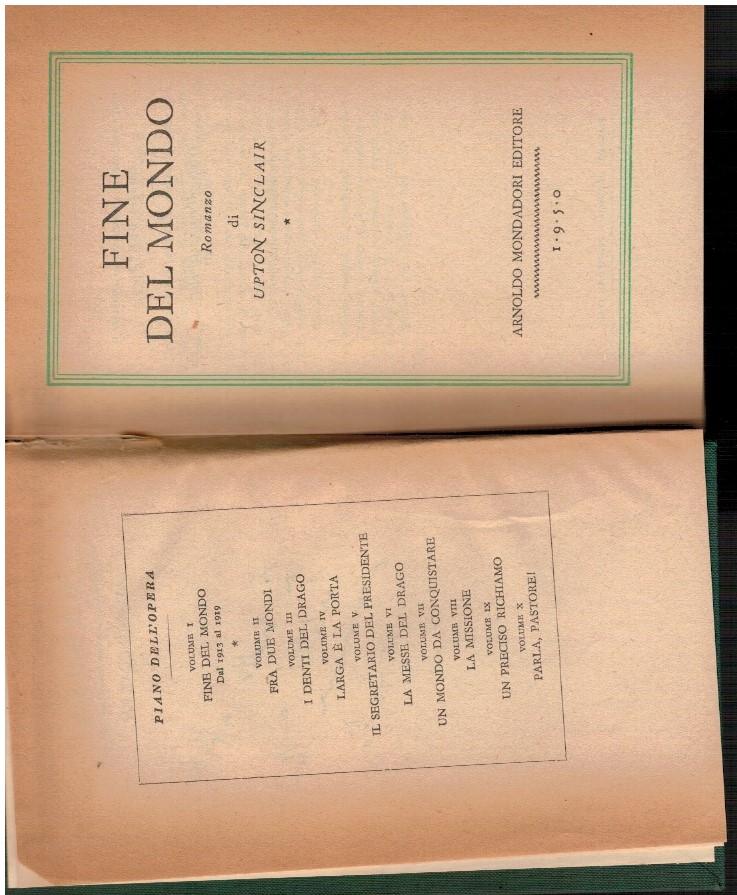 PIANO DELL'OPERA
VOLUME I
FINE DEL MONDO
Dal 1913 al 1919
*
VOLUME II
FRA DUE MONDI
VOLUME III
I DENTI DEL DRAGO
VOLUME IV
LARGA È LA PORTA
VOLUME V
IL SEGRETARIO DEL PRESIDENTE
VOLUME VI
LA MESSE DEL DRAGO
VOLUME VII
UN MONDO DA CONQUISTARE
VOLUME VIII
LA MISSIONE
VOLUME IX
UN PRECISO RICHIAMO
VOLUME X
PARLA, PASTORE!
FINE
DEL MONDO
Romanzo
di
UPTON SINCLAIR
*
ARNOLDO MONDADORI EDITORE
1·9·5·0